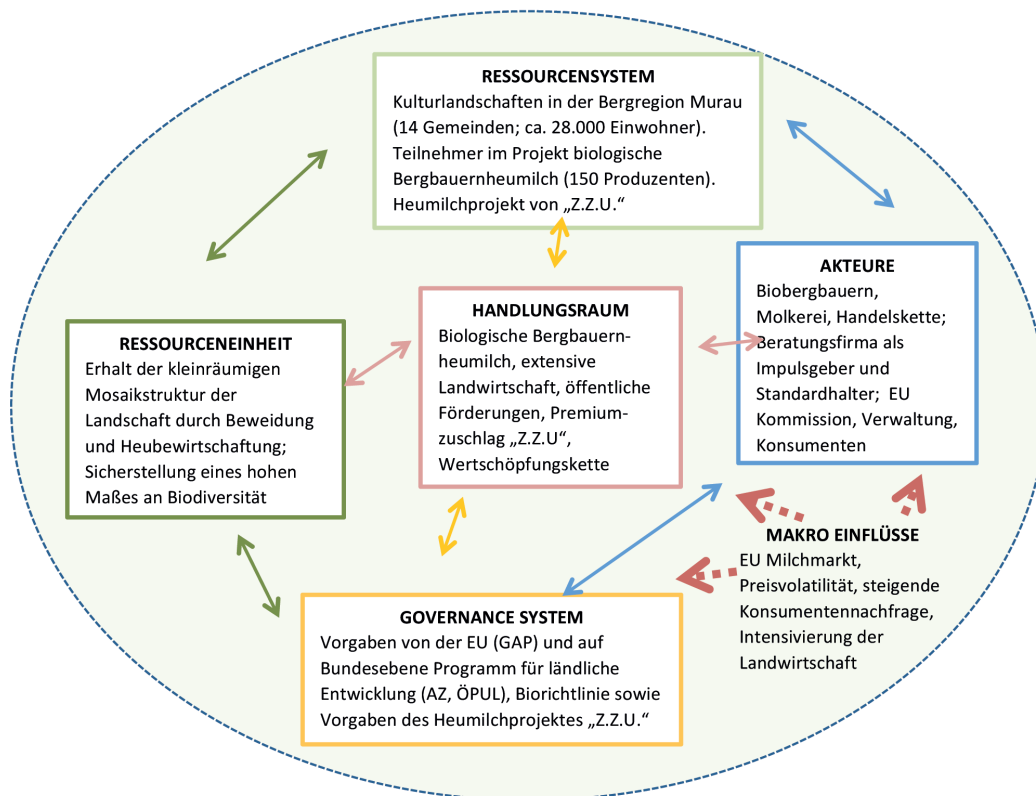 RESSOURCENSYSTEM
Kulturlandschaften in der Bergregion Murau
(14 Gemeinden; ca. 28.000 Einwohner).
Teilnehmer im Projekt biologische
Bergbauernheumilch (150 Produzenten).
Heumilchprojekt von „Z.Z.U.“
AKTEURE
Biobergbauern,
Molkerei, Handelskette;
Beratungsfirma als
Impulsgeber und
Standardhalter;  EU
Kommission, Verwaltung,
Konsumenten
HANDLUNGSRAUM
Biologische Bergbauern-
heumilch, extensive
Landwirtschaft, öffentliche
Förderungen, Premium-
zuschlag „Z.Z.U“,
Wertschöpfungskette
RESSOURCENEINHEIT
Erhalt der kleinräumigen
Mosaikstruktur der
Landschaft durch Beweidung
und Heubewirtschaftung;
Sicherstellung eines hohen
Maßes an Biodiversität
MAKRO EINFLÜSSE
EU Milchmarkt,
Preisvolatilität, steigende
Konsumentennachfrage,
Intensivierung der
Landwirtschaft
GOVERNANCE SYSTEM
Vorgaben von der EU (GAP) und auf
Bundesebene Programm für ländliche
Entwicklung (AZ, ÖPUL), Biorichtlinie sowie
Vorgaben des Heumilchprojektes „Z.Z.U.“